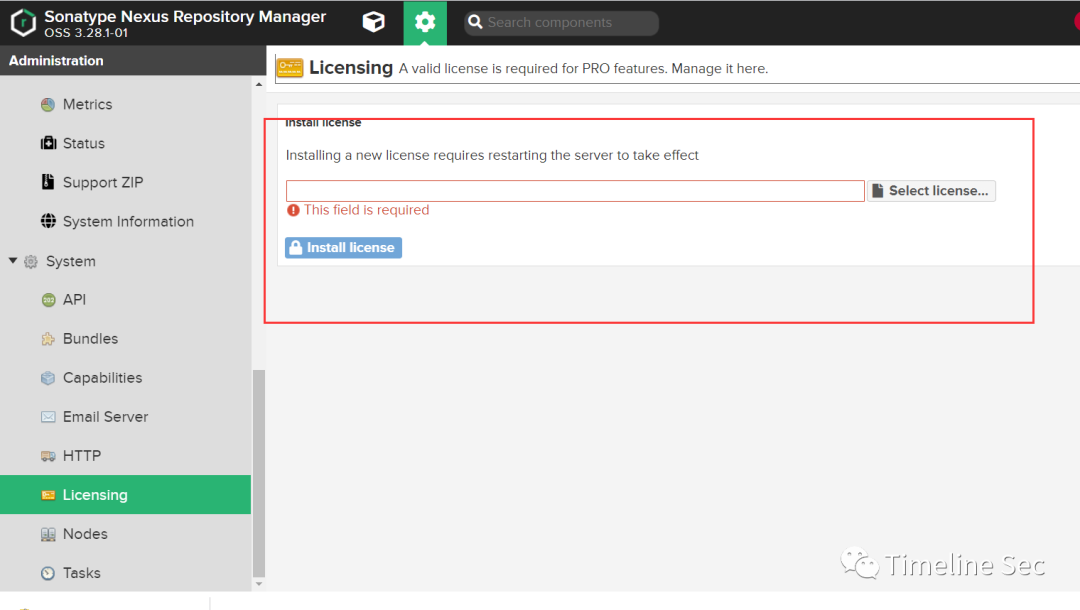 Sonatype Nexus Repository Manager
OSS 3.28.1-01
Search components
Administration
Metrics
Status
Support ZIP
System Information
System
API
Bundles
Capabilities
Email Server
HTTP
Licensing
Nodes
Tasks
Licensing A valid license is required for PRO features. Manage it here.
Install license
Installing a new license requires restarting the server to take effect
Select license...
This field is required
Install license
Timeline Sec